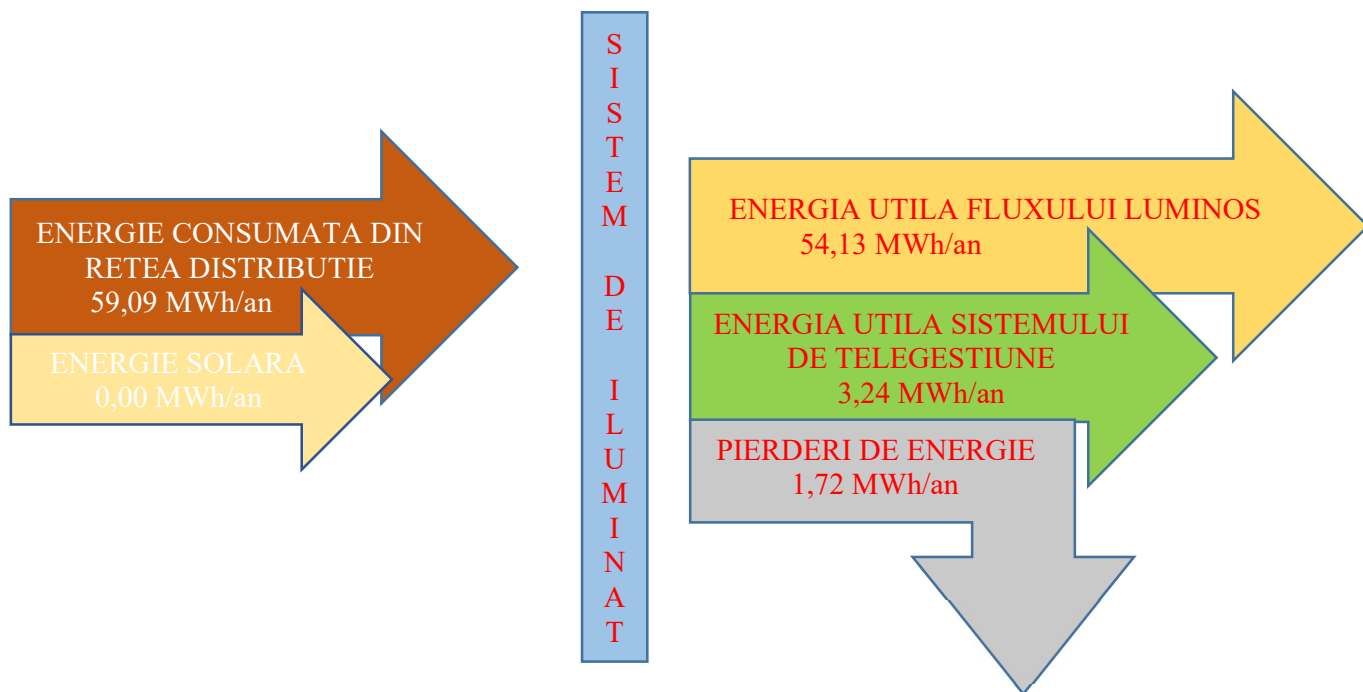 ENERGIE CONSUMATA DIN
RETEA DISTRIBUTIE
59,09 MWh/an
ENERGIE SOLARA
0,00 MWh/an
S
I
S
T
E
M
D
E
I
L
U
M
I
N
A
T
ENERGIA UTILA FLUXULUI LUMINOS
54,13 MWh/an
ENERGIA UTILA SISTEMULUI
DE TELEGESTIUNE
3,24 MWh/an
PIERDERI DE ENERGIE
1,72 MWh/an